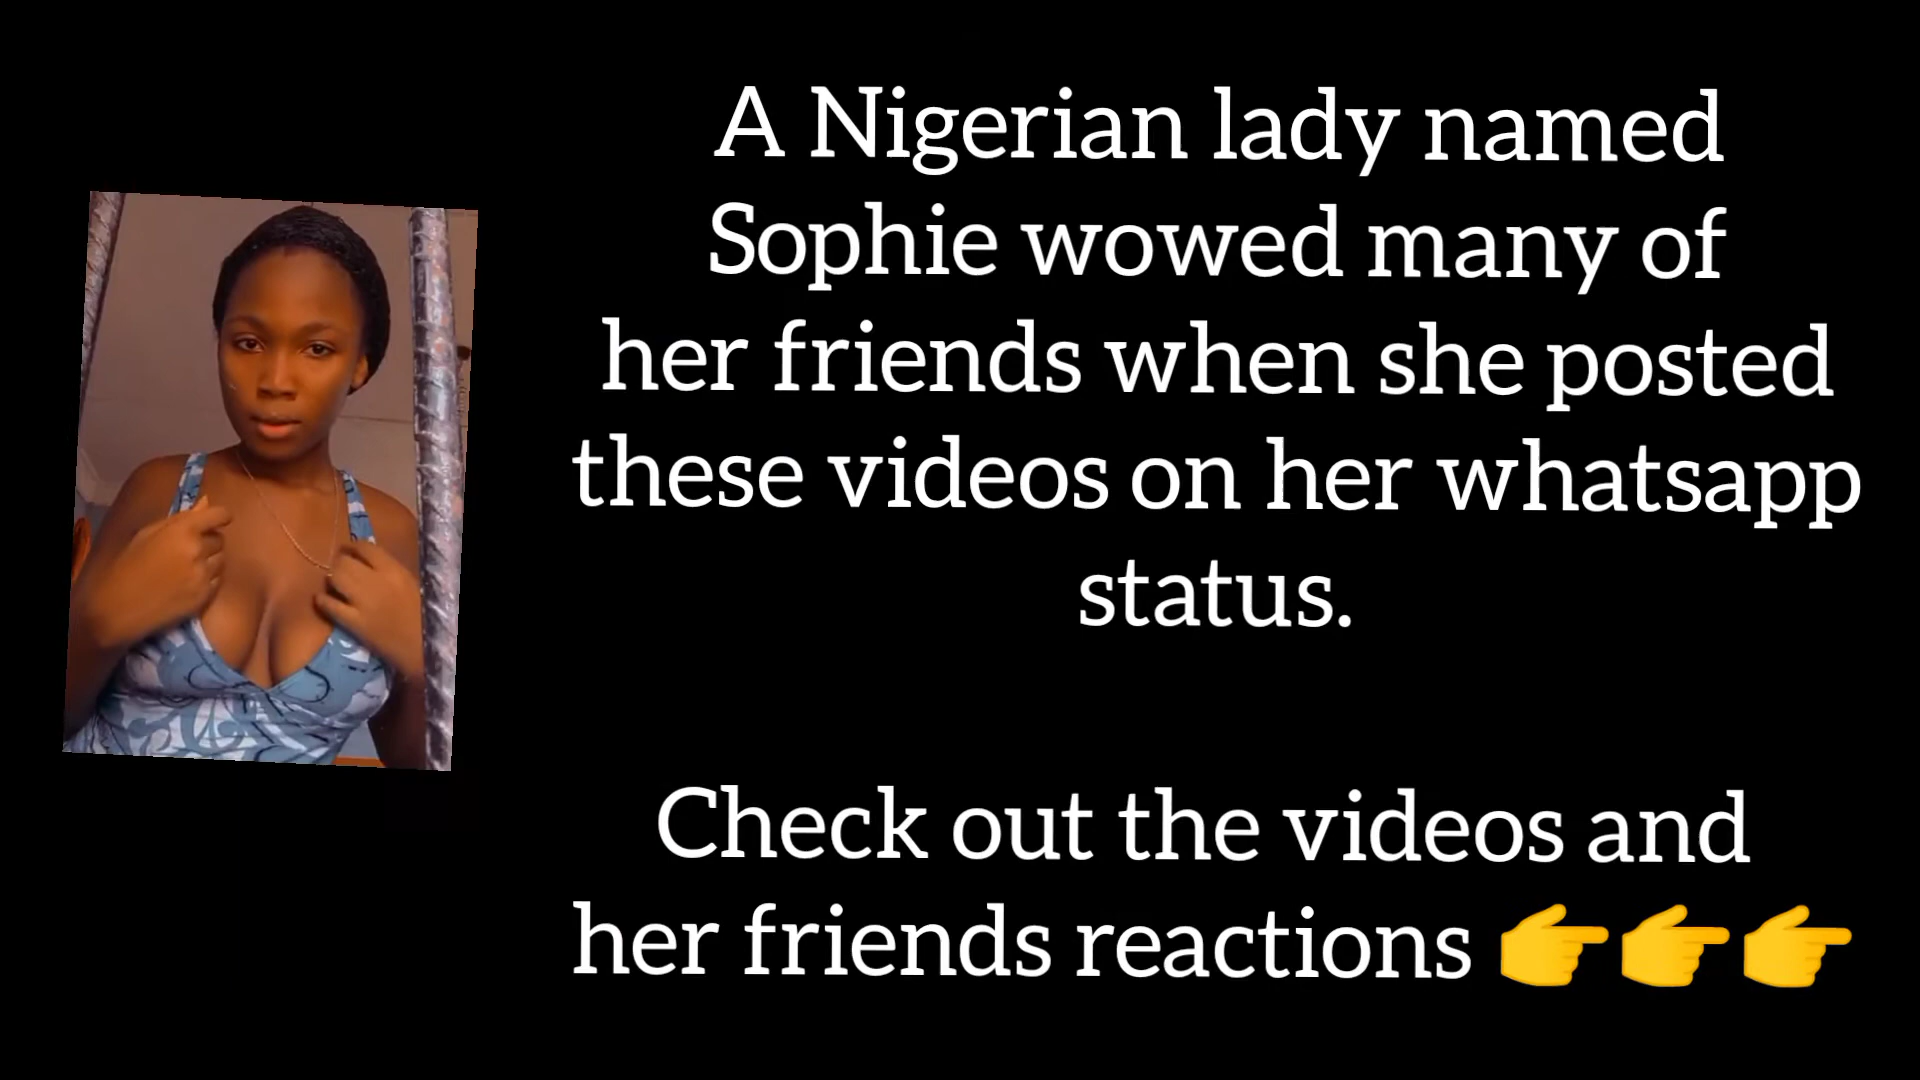 A Nigerian lady named
Sophie wowed many of
her friends when she posted
these videos on her whatsapp
status.
Check out the videos and
her friends reactions 👉👉👉